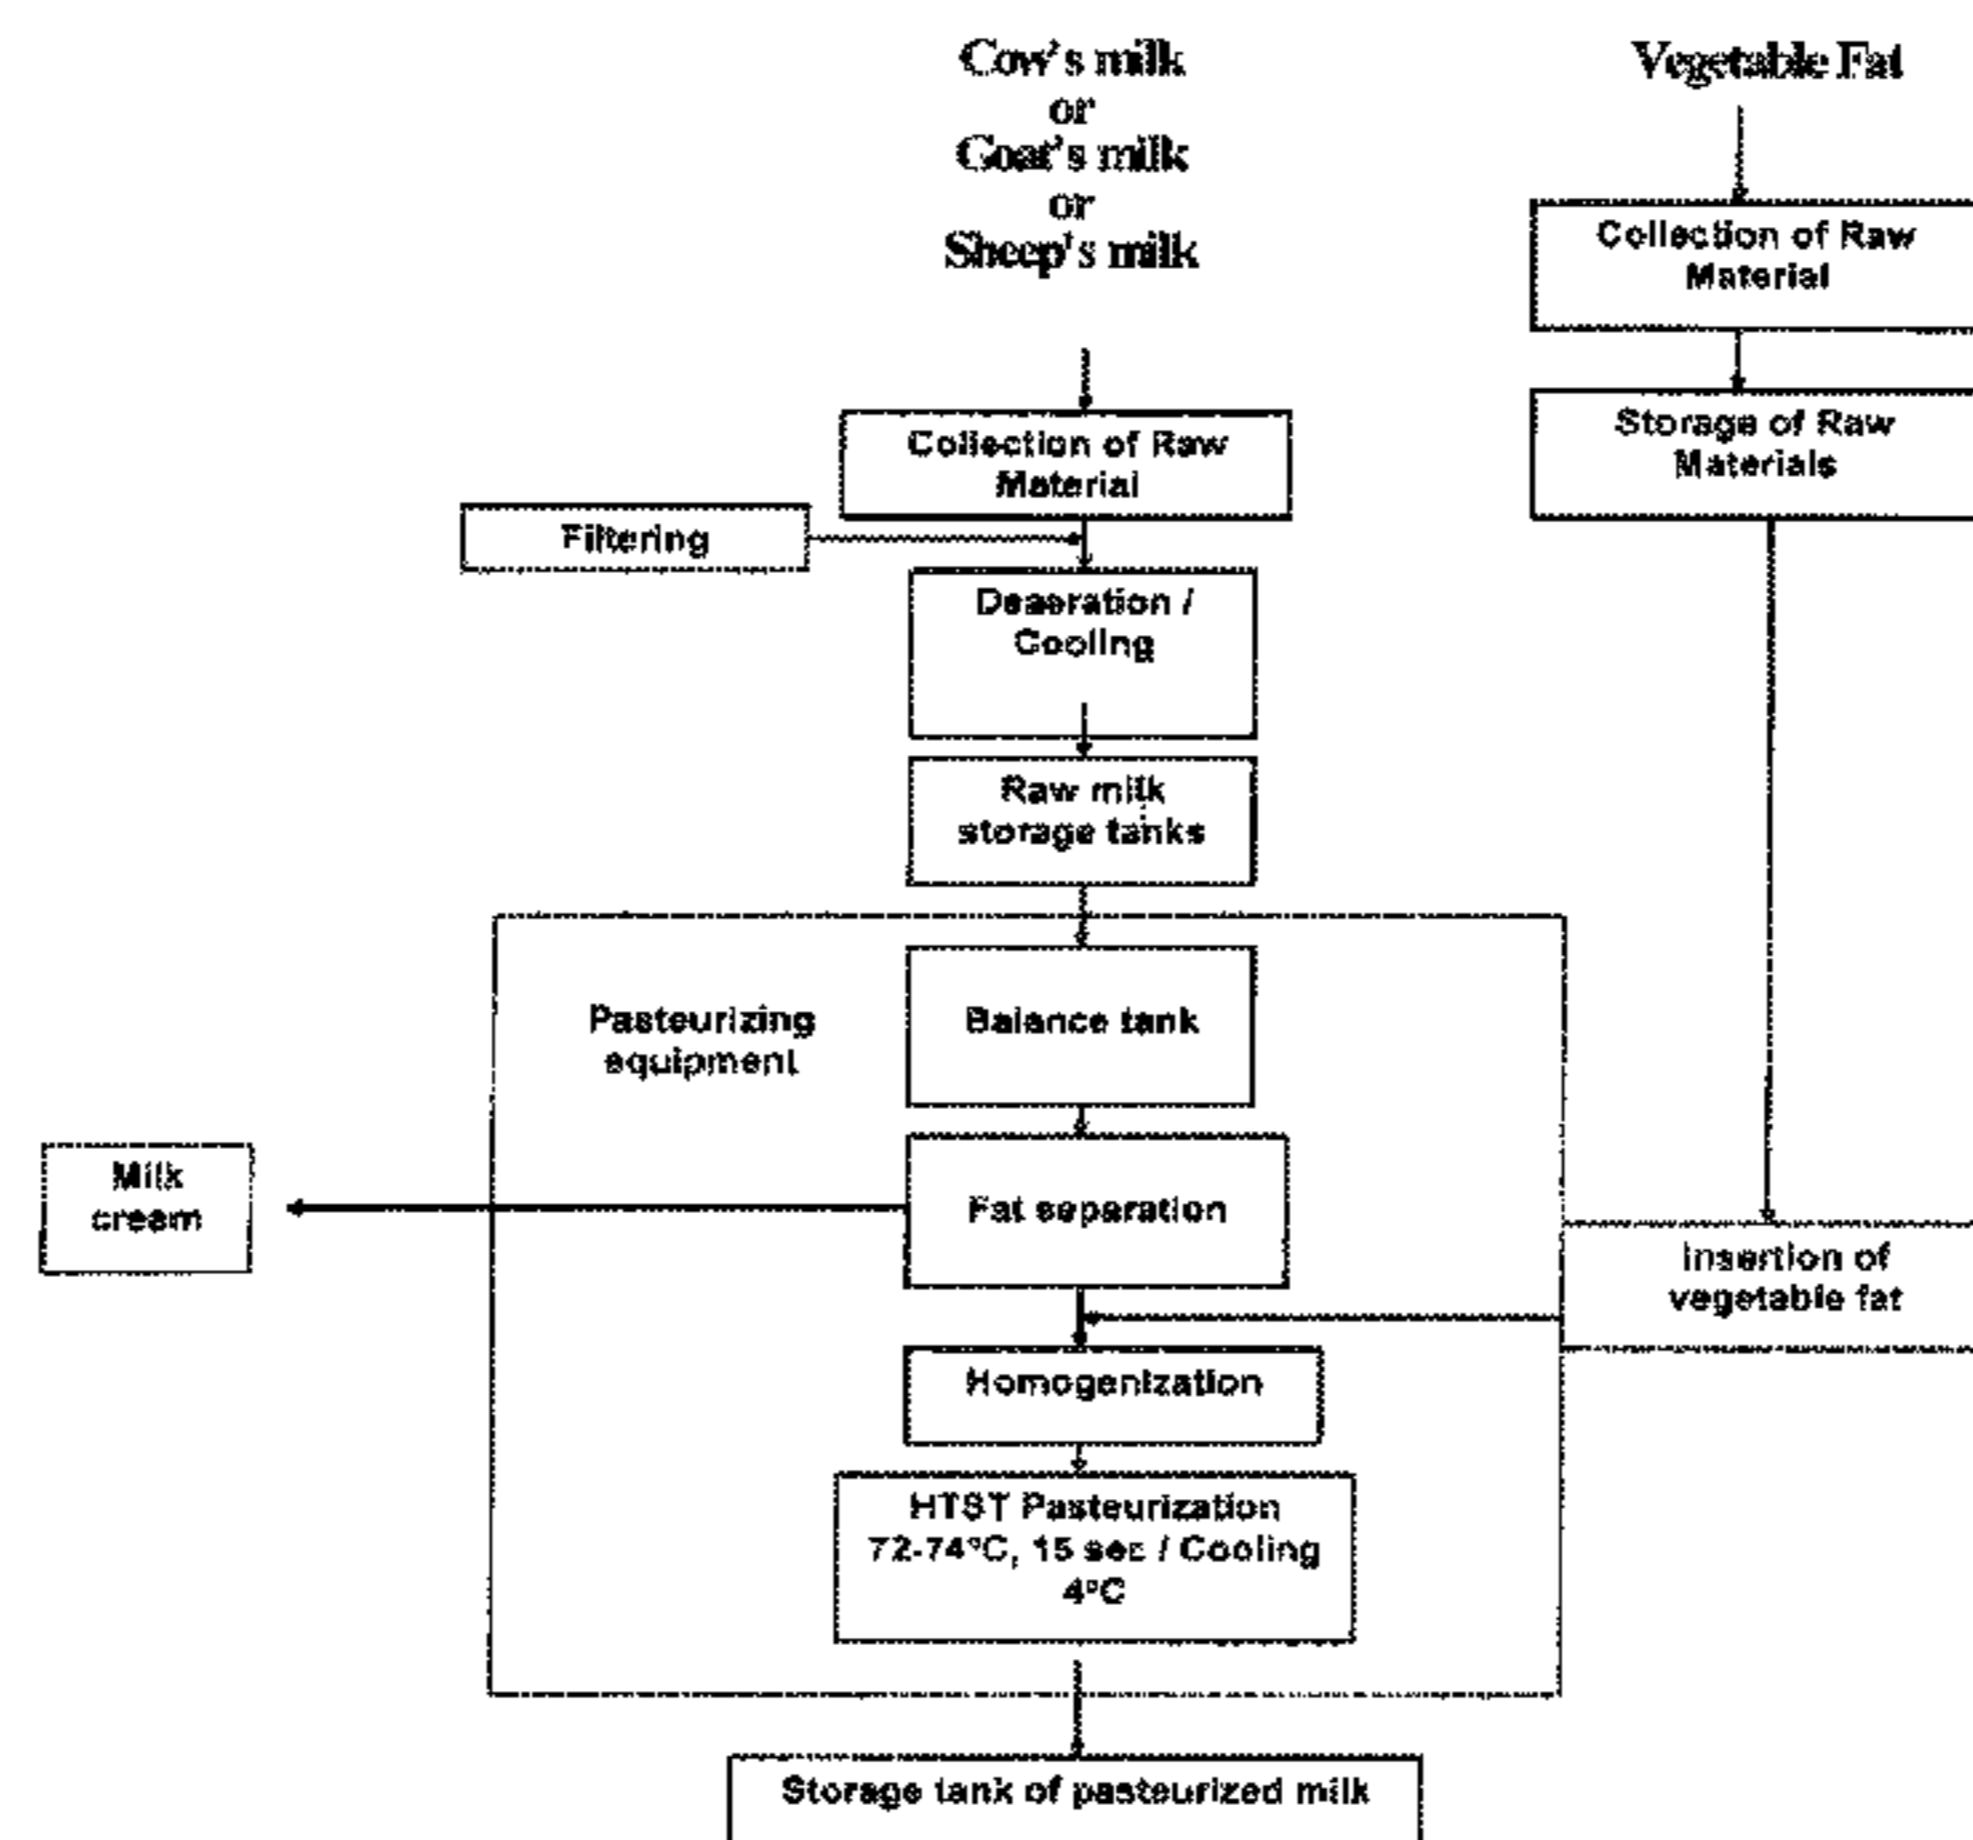 Cow's milk
or
Goat's milk
or
Sheep's milk
Vegetable Fat
Collection of Raw
Material
Storage of Raw
Materials
Collection of Raw
Material
Filtering
Deaeration /
Cooling
Raw milk
storage tanks
Pasteurizing
equipment
Balance tank
Milk
cream
Fat separation
Insertion of
vegetable fat
Homogenization
HTST Pasteurization
72-74°C, 15 sec / Cooling
4°C
Storage tank of pasteurized milk